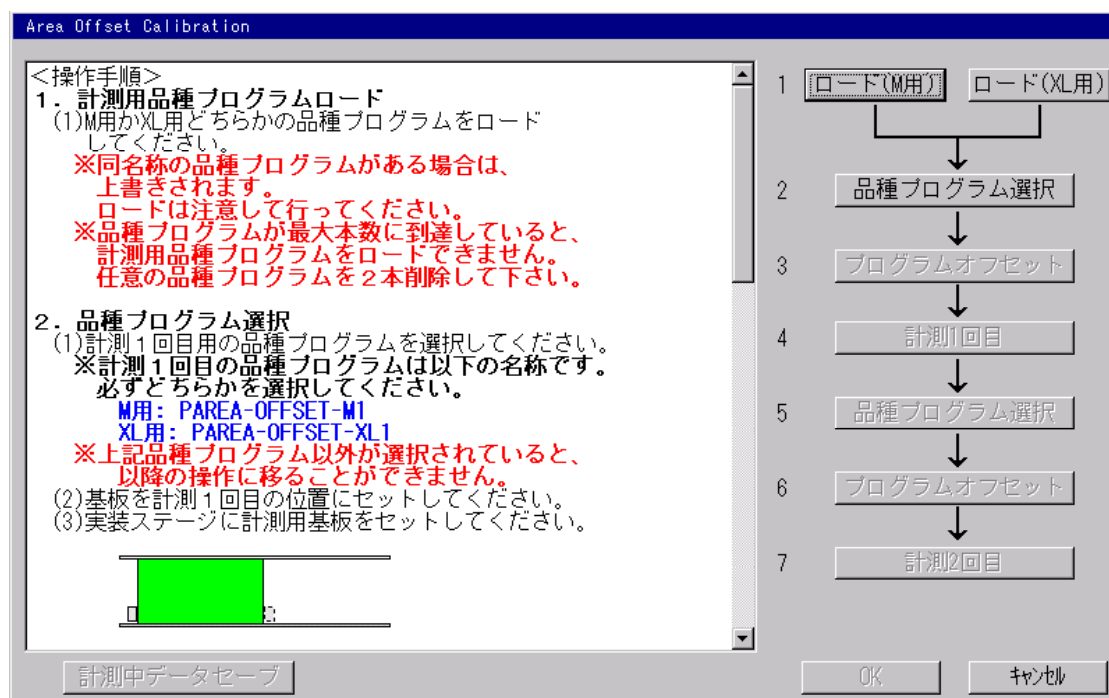 Area Offset Calibration
<操作手順>
1．計測用品種プログラムロード
(1)M用かXL用どちらかの品種プログラムをロード
してください。
※同名称の品種プログラムがある場合は、
上書きされます。
ロードは注意して行ってください。
※品種プログラムが最大本数に到達していると、
計測用品種プログラムをロードできません。
任意の品種プログラムを２本削除して下さい。
2．品種プログラム選択
(1)計測１回目用の品種プログラムを選択してください。
※計測１回目の品種プログラムは以下の名称です。
必ずどちらかを選択してください。
M用: PAREA-OFFSET-M1
XL用: PAREA-OFFSET-XL1
※上記品種プログラム以外が選択されていると、
以降の操作に移ることができません。
(2)基板を計測１回目の位置にセットしてください。
(3)実装ステージに計測用基板をセットしてください。
1 ロード(M用) ロード(XL用)
2 品種プログラム選択
3 プログラムオフセット
4 計測1回目
5 品種プログラム選択
6 プログラムオフセット
7 計測2回目
計測中データセーブ
OK
キャンセル